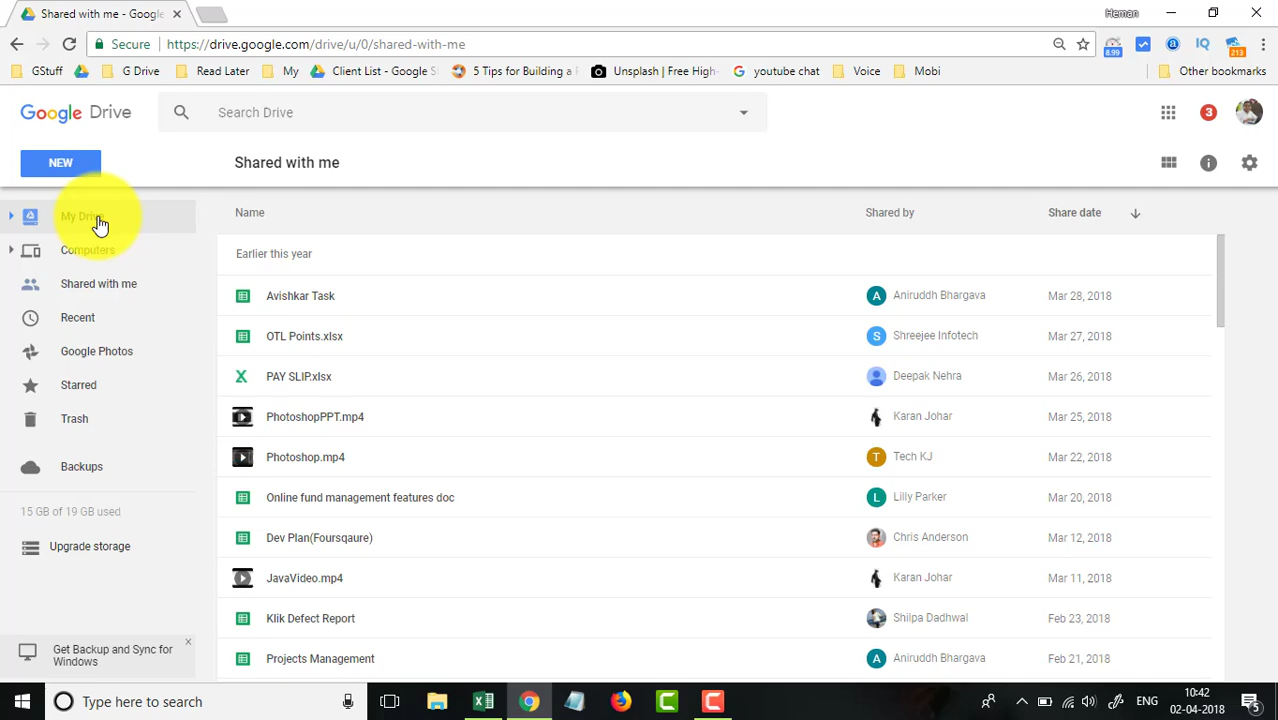 Shared with me - Google
Heman
Secure
https://drive.google.com/drive/u/0/shared-with-me
8.99
213
GStuff
G Drive
Read Later
My
Client List - Google S
5 Tips for Building a
Unsplash | Free High-
youtube chat
Voice
Mobi
Other bookmarks
Google Drive
Search Drive
3
NEW
Shared with me
My Drive
Computers
Shared with me
Recent
Google Photos
Starred
Trash
Backups
15 GB of 19 GB used
Upgrade storage
Get Backup and Sync for
Windows
Name Shared by Share date
Earlier this year
Avishkar Task A Aniruddh Bhargava Mar 28, 2018
OTL Points.xlsx S Shreejee Infotech Mar 27, 2018
PAY SLIP.xlsx Deepak Nehra Mar 26, 2018
PhotoshopPPT.mp4 Karan Johar Mar 25, 2018
Photoshop.mp4 T Tech KJ Mar 22, 2018
Online fund management features doc L Lilly Parker Mar 20, 2018
Dev Plan(Foursqaure) Chris Anderson Mar 12, 2018
JavaVideo.mp4 Karan Johar Mar 11, 2018
Klik Defect Report Shilpa Dadhwal Feb 23, 2018
Projects Management A Aniruddh Bhargava Feb 21, 2018
Type here to search
ENG
10:42
02-04-2018
5